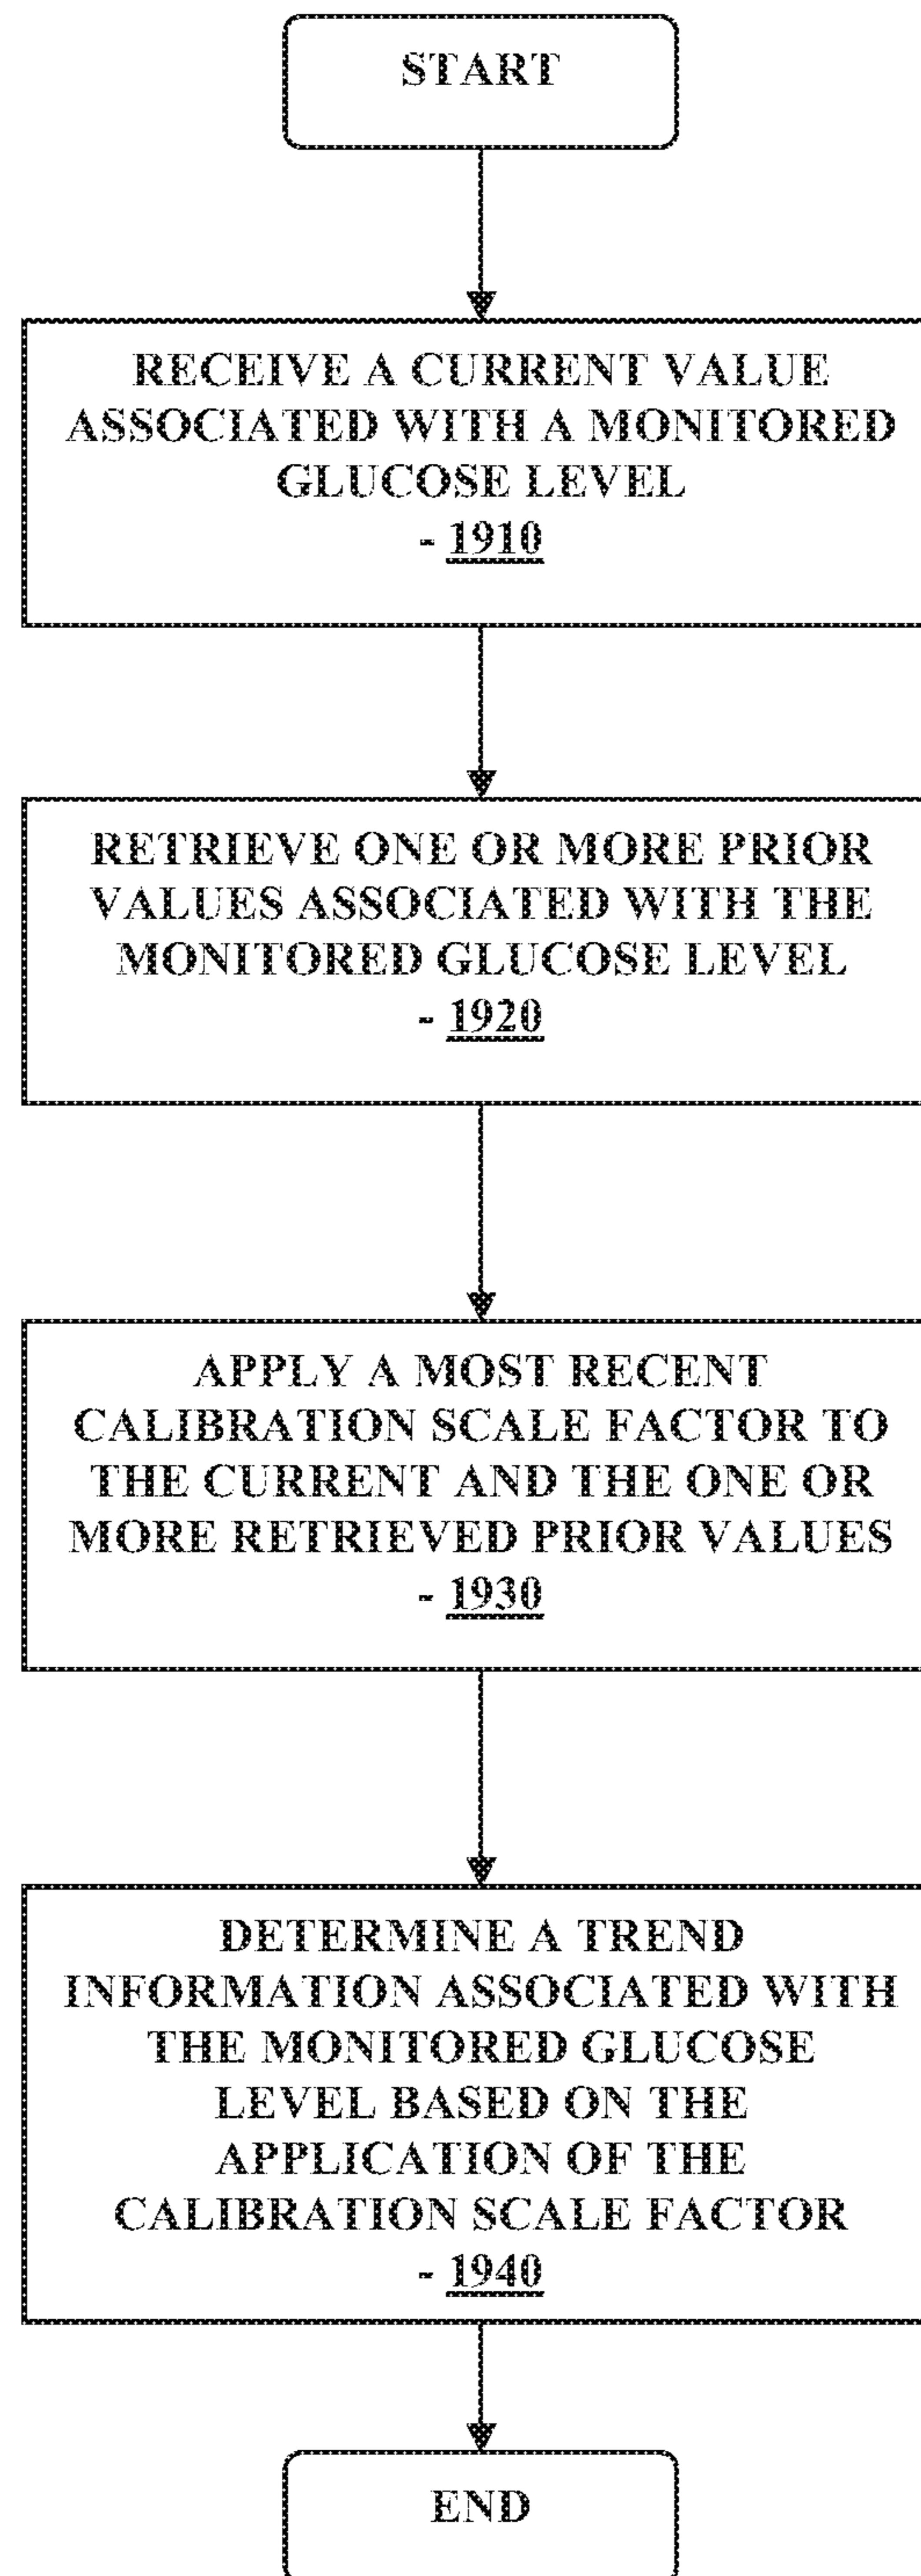 START
RECEIVE A CURRENT VALUE
ASSOCIATED WITH A MONITORED
GLUCOSE LEVEL
- 1910
RETRIEVE ONE OR MORE PRIOR
VALUES ASSOCIATED WITH THE
MONITORED GLUCOSE LEVEL
- 1920
APPLY A MOST RECENT
CALIBRATION SCALE FACTOR TO
THE CURRENT AND THE ONE OR
MORE RETRIEVED PRIOR VALUES
- 1930
DETERMINE A TREND
INFORMATION ASSOCIATED WITH
THE MONITORED GLUCOSE
LEVEL BASED ON THE
APPLICATION OF THE
CALIBRATION SCALE FACTOR
- 1940
END